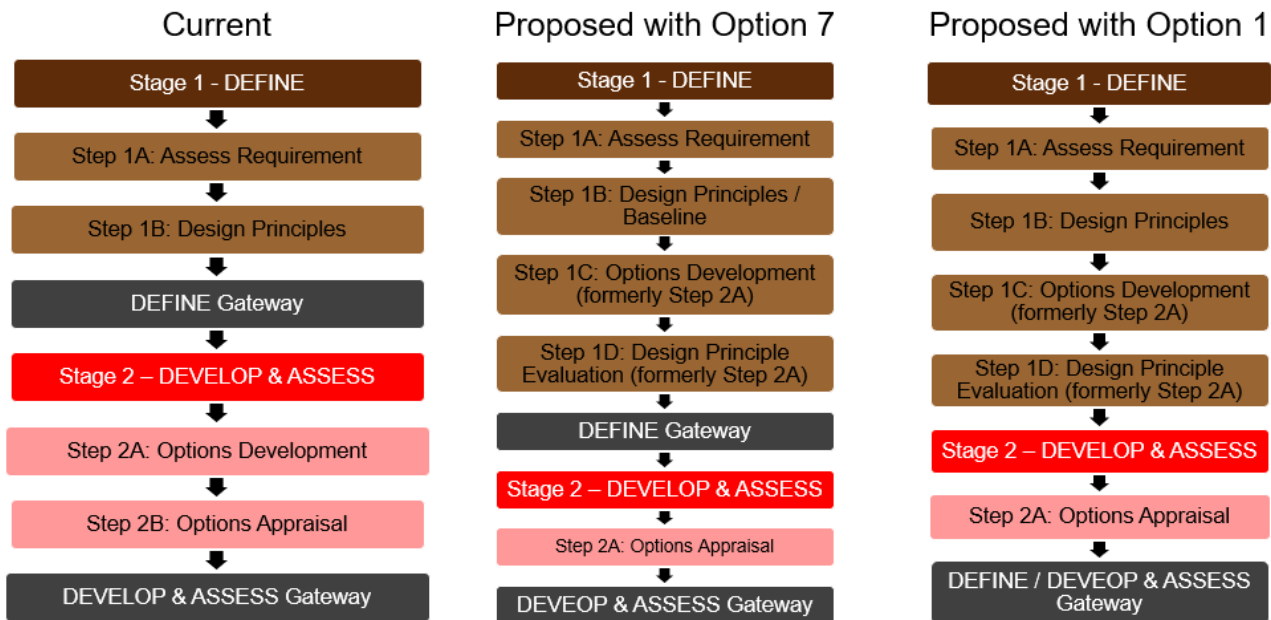 Current
Stage 1 - DEFINE
Step 1A: Assess Requirement
Step 1B: Design Principles
DEFINE Gateway
Stage 2 – DEVELOP & ASSESS
Step 2A: Options Development
Step 2B: Options Appraisal
DEVELOP & ASSESS Gateway
Proposed with Option 7
Stage 1 - DEFINE
Step 1A: Assess Requirement
Step 1B: Design Principles /
Baseline
Step 1C: Options Development
(formerly Step 2A)
Step 1D: Design Principle
Evaluation (formerly Step 2A)
DEFINE Gateway
Stage 2 – DEVELOP & ASSESS
Step 2A: Options Appraisal
DEVEOP & ASSESS Gateway
Proposed with Option 1
Stage 1 - DEFINE
Step 1A: Assess Requirement
Step 1B: Design Principles
Step 1C: Options Development
(formerly Step 2A)
Step 1D: Design Principle
Evaluation (formerly Step 2A)
Stage 2 – DEVELOP & ASSESS
Step 2A: Options Appraisal
DEFINE / DEVEOP & ASSESS
Gateway